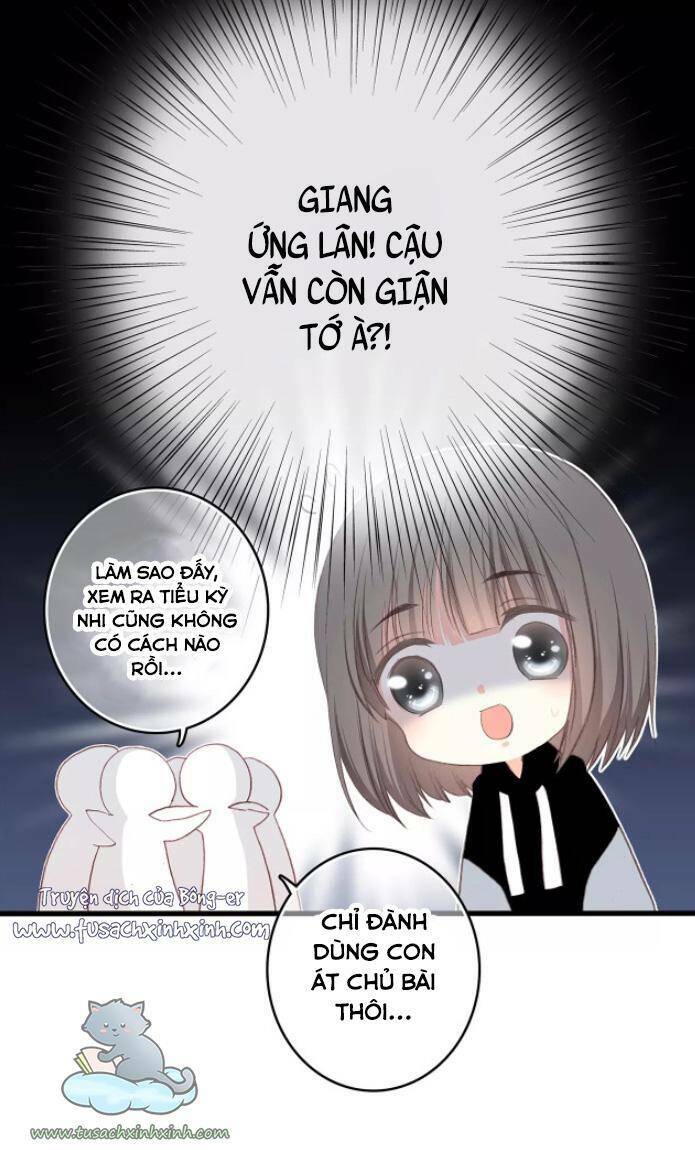 GIANG
ỨNG LÂN! CẬU
VẪN CÒN GIẬN
TỚ À?!
LÀM SAO ĐẤY,
XEM RA TIỂU KỲ
NHI CŨNG KHÔNG
CÓ CÁCH NÀO
RỒI...
Truyện dịch của Bông-er
www.tusachxinhxinh.com
CHỈ ĐÀNH
DÙNG CON
ÁT CHỦ BÀI
THÔI...
www.tusachxinhxinh.com